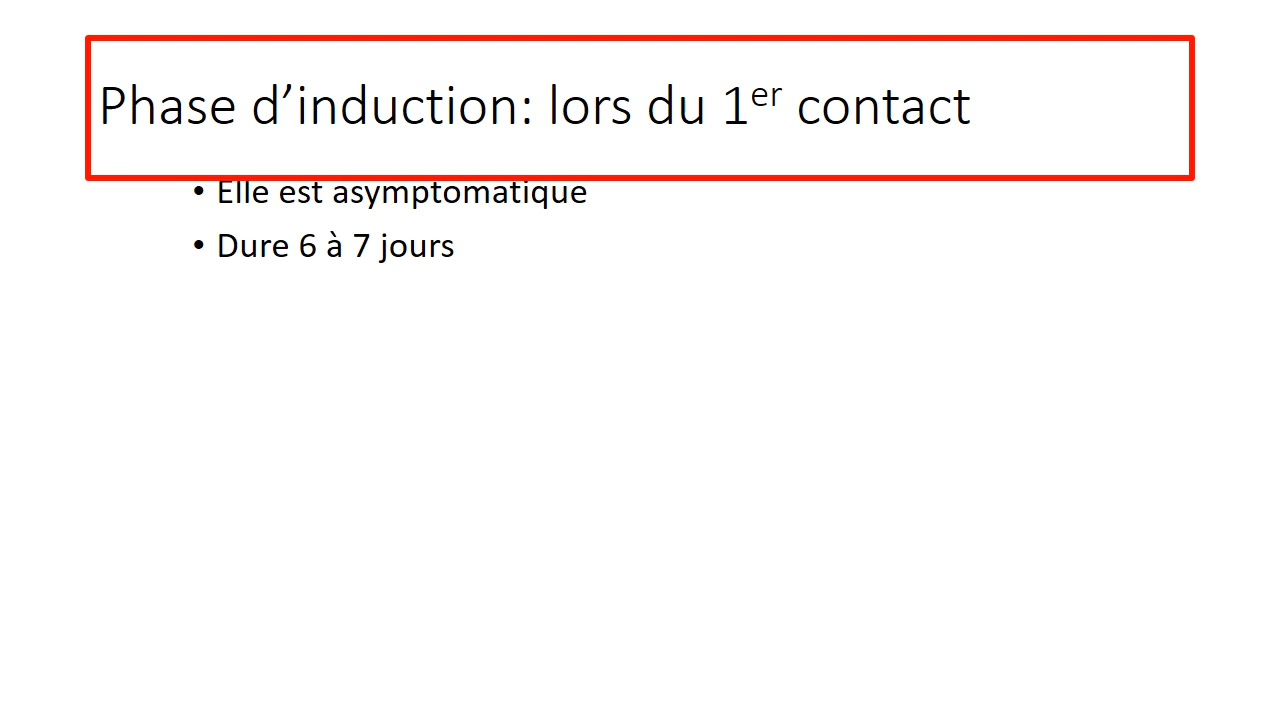 Phase d’induction: lors du 1er contact
• Elle est asymptomatique
• Dure 6 à 7 jours